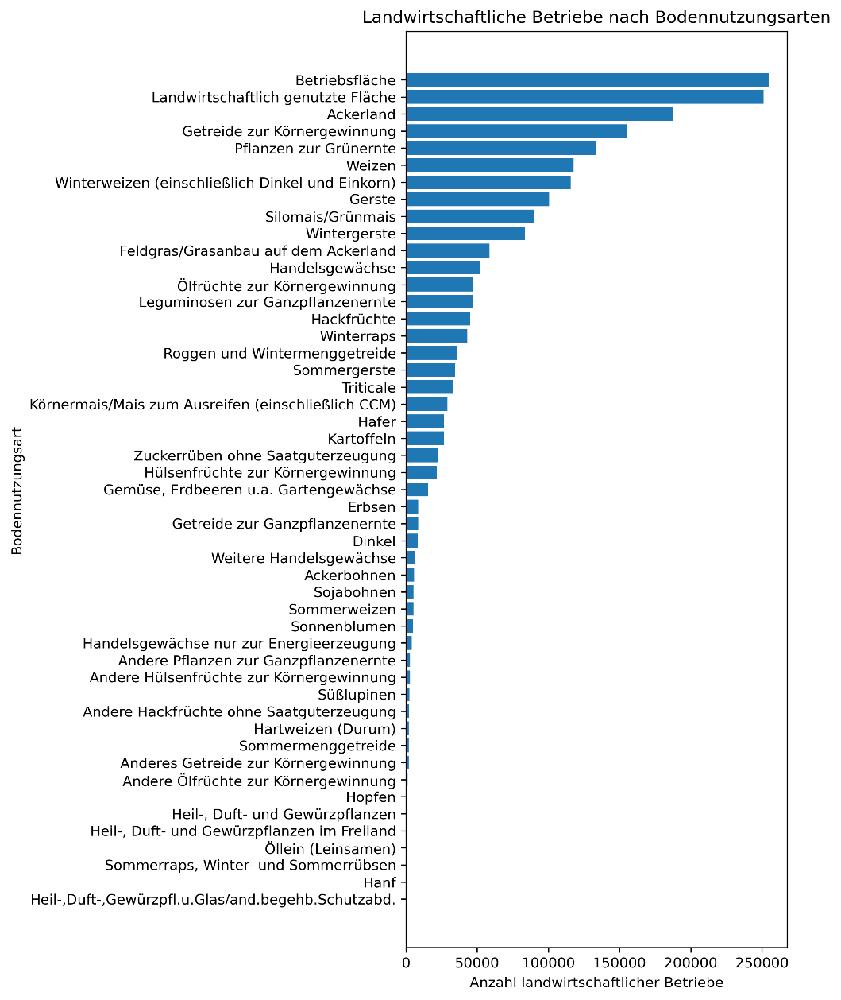 Landwirtschaftliche Betriebe nach Bodennutzungsarten
Betriebsfläche
Landwirtschaftlich genutzte Fläche
Ackerland
Getreide zur Körnergewinnung
Pflanzen zur Grünernte
Weizen
Winterweizen (einschließlich Dinkel und Einkorn)
Gerste
Silomais/Grünmais
Wintergerste
Feldgras/Grasanbau auf dem Ackerland
Handelsgewächse
Ölfrüchte zur Körnergewinnung
Leguminosen zur Ganzpflanzenernte
Hackfrüchte
Winterraps
Roggen und Wintermenggetreide
Sommergerste
Triticale
Körnermais/Mais zum Ausreifen (einschließlich CCM)
Hafer
Kartoffeln
Zuckerrüben ohne Saatguterzeugung
Hülsenfrüchte zur Körnergewinnung
Gemüse, Erdbeeren u.a. Gartengewächse
Erbsen
Getreide zur Ganzpflanzenernte
Dinkel
Weitere Handelsgewächse
Ackerbohnen
Sojabohnen
Sommerweizen
Sonnenblumen
Handelsgewächse nur zur Energieerzeugung
Andere Pflanzen zur Ganzpflanzenernte
Andere Hülsenfrüchte zur Körnergewinnung
Süßlupinen
Andere Hackfrüchte ohne Saatguterzeugung
Hartweizen (Durum)
Sommermenggetreide
Anderes Getreide zur Körnergewinnung
Andere Ölfrüchte zur Körnergewinnung
Hopfen
Heil-, Duft- und Gewürzpflanzen
Heil-, Duft- und Gewürzpflanzen im Freiland
Öllein (Leinsamen)
Sommerraps, Winter- und Sommerrübsen
Hanf
Heil-,Duft-,Gewürzpfl.u.Glas/and.begehb.Schutzabd.
Bodennutzungsart
0 50000 100000 150000 200000 250000
Anzahl landwirtschaftlicher Betriebe